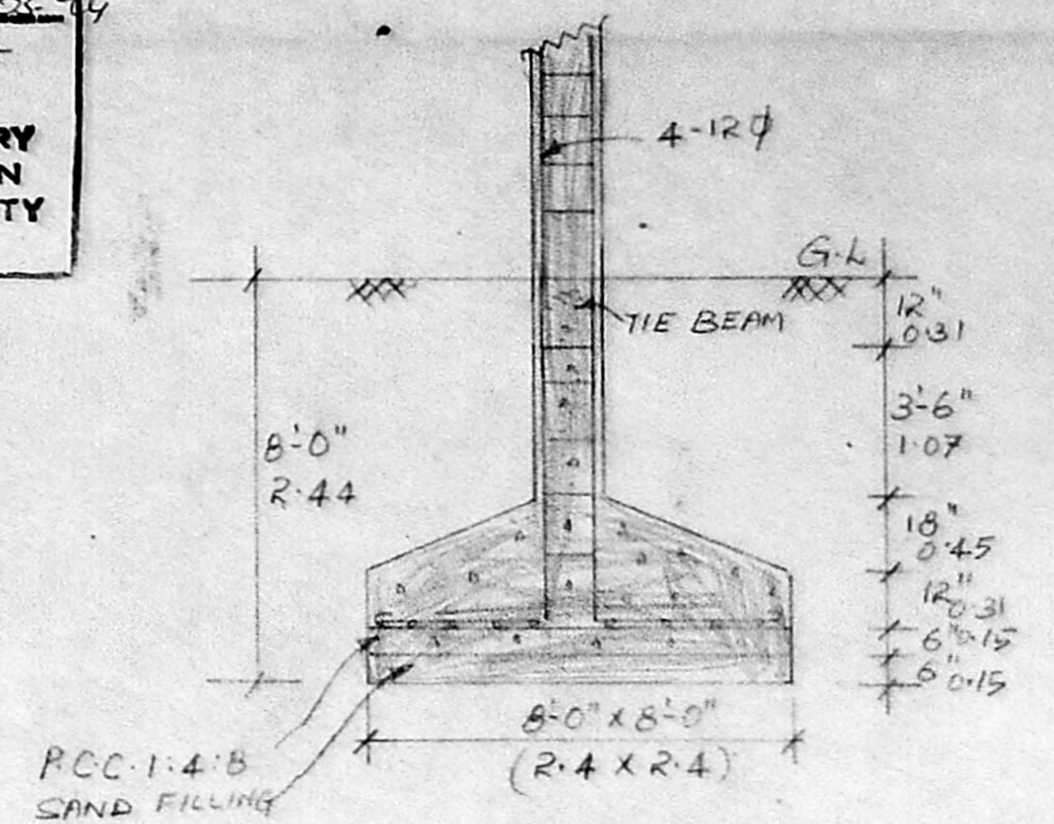 RY
N
TY
4-12ϕ
G.L
12"
0.31
TIE BEAM
3'-6"
1.07
8'-0"
2.44
18"
0.45
12"
0.31
6" 0.15
6" 0.15
8'-0" x 8'-0"
(2.4 X 2.4)
P.C.C. 1:4:8
SAND FILLING